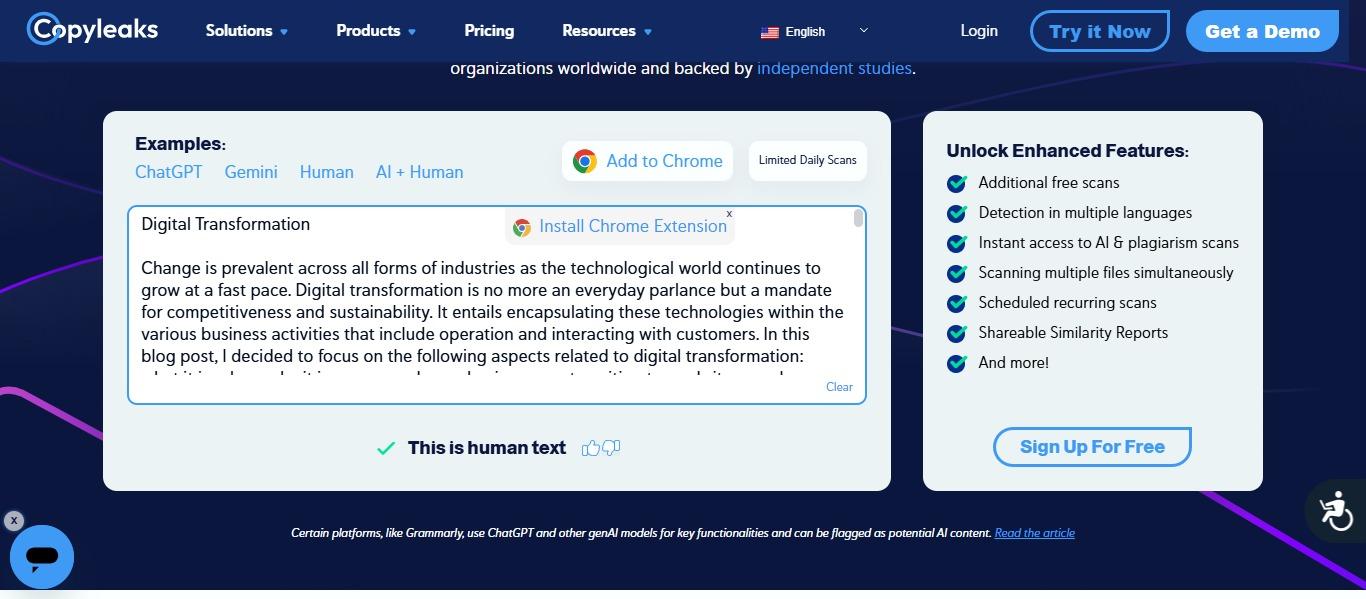 Copyleaks
Solutions
Products
Pricing
Resources
English
Login
Try it Now
Get a Demo
organizations worldwide and backed by independent studies.
Examples:
ChatGPT Gemini Human AI + Human
Add to Chrome
Limited Daily Scans
Digital Transformation
x
Install Chrome Extension
Change is prevalent across all forms of industries as the technological world continues to
grow at a fast pace. Digital transformation is no more an everyday parlance but a mandate
for competitiveness and sustainability. It entails encapsulating these technologies within the
various business activities that include operation and interacting with customers. In this
blog post, I decided to focus on the following aspects related to digital transformation:
Clear
This is human text
Unlock Enhanced Features:
Additional free scans
Detection in multiple languages
Instant access to AI & plagiarism scans
Scanning multiple files simultaneously
Scheduled recurring scans
Shareable Similarity Reports
And more!
Sign Up For Free
x
Certain platforms, like Grammarly, use ChatGPT and other genAI models for key functionalities and can be flagged as potential AI content. Read the article